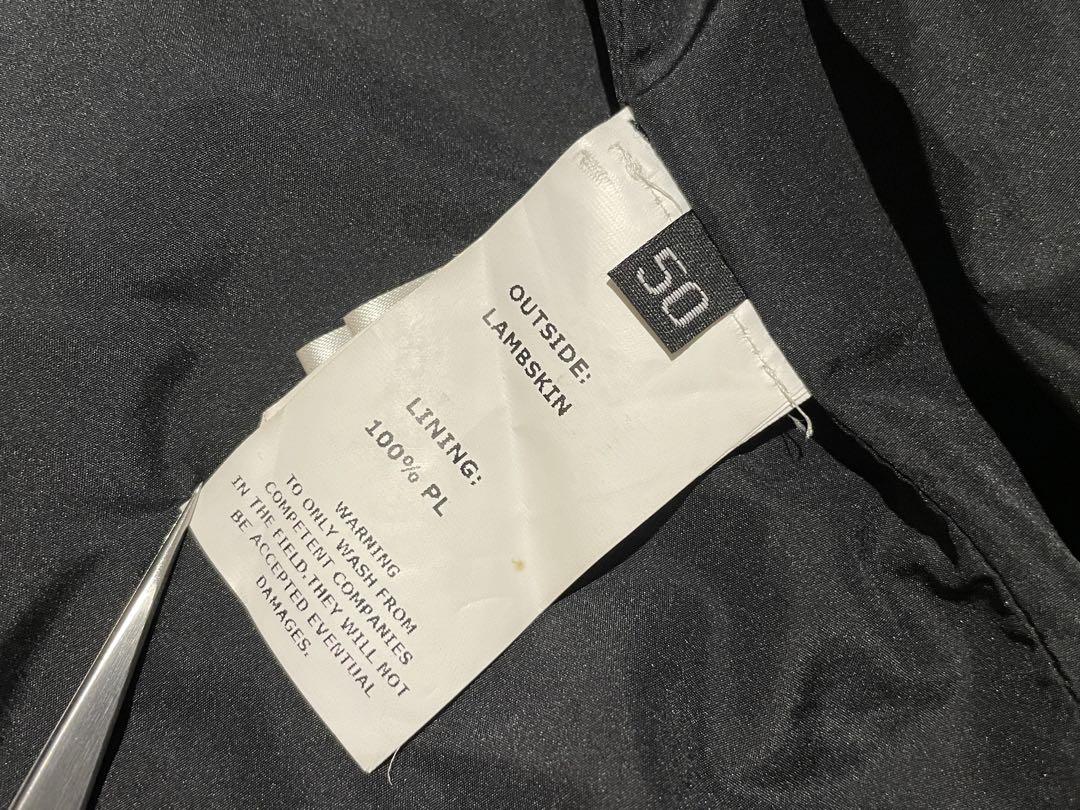 50
OUTSIDE:
LAMBSKIN
LINING:
100% PL
WARNING
TO ONLY WASH FROM
COMPETENT COMPANIES
IN THE FIELD.THEY WILL NOT
BE ACCEPTED EVENTUAL
DAMAGES.